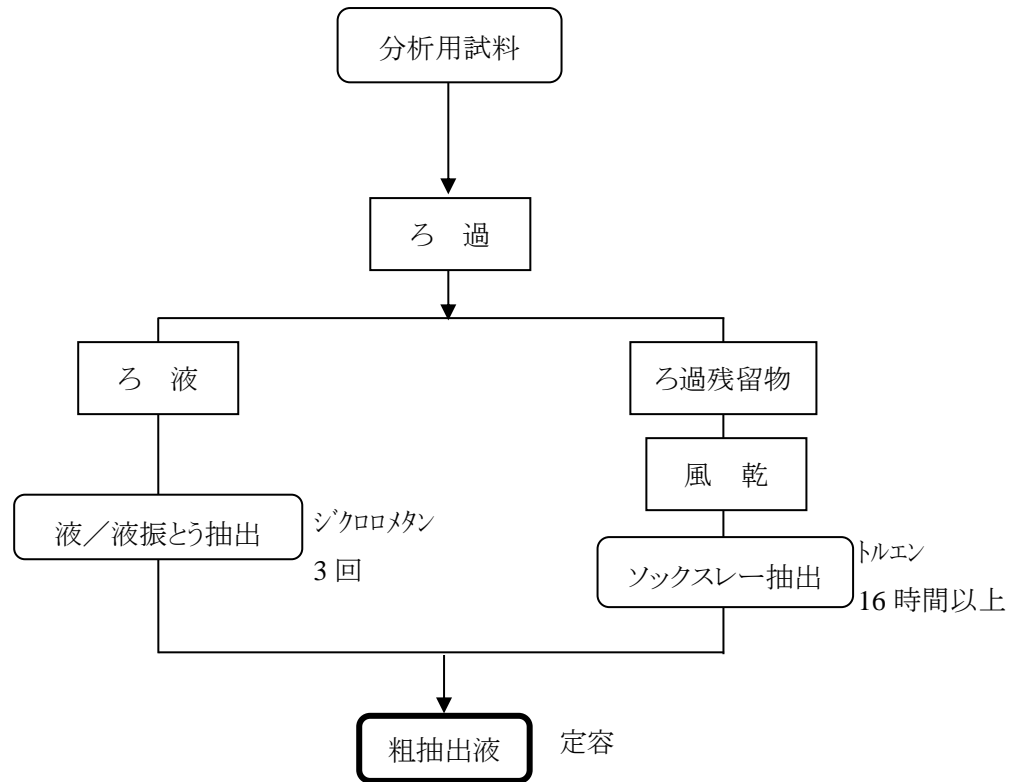 分析用試料
ろ　過
ろ　液
ろ過残留物
風　乾
液／液振とう抽出
ｼﾞｸﾛﾛﾒﾀﾝ
3 回
ソックスレー抽出
ﾄﾙｴﾝ
16 時間以上
粗抽出液
定容